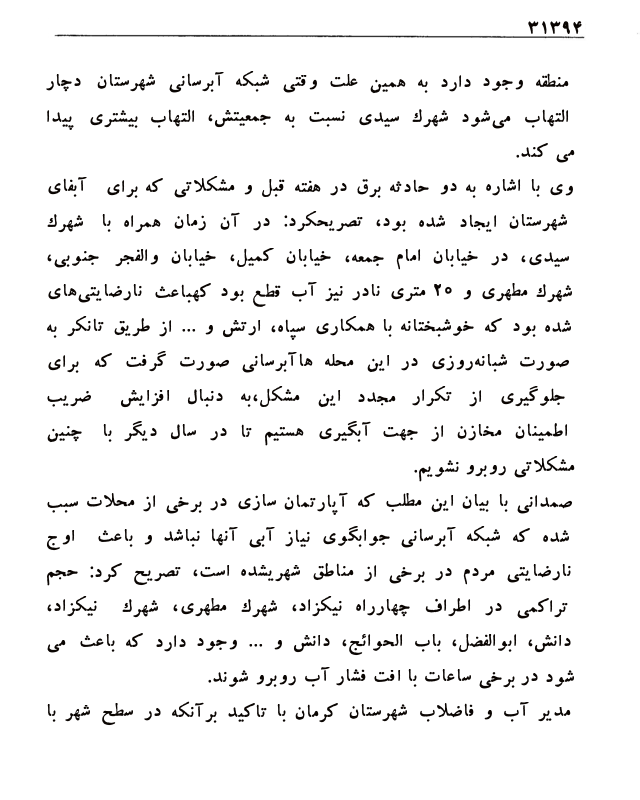 ۳۱۳۹۴
منطقه وجود دارد به همین علت وقتی شبکه آبرسانی شهرستان دچار
التهاب می‌شود شهرك سیدی نسبت به جمعیتش، التهاب بیشتری پیدا
می کند.
وی با اشاره به دو حادثه برق در هفته قبل و مشکلاتی که برای آبفای
شهرستان ایجاد شده بود، تصریحکرد: در آن زمان همراه با شهرك
سیدی، در خیابان امام جمعه، خیابان کمیل، خیابان والفجر جنوبی،
شهرك مطهری و ۲۵ متری نادر نیز آب قطع بود کهباعث نارضایتی‌های
شده بود که خوشبختانه با همکاری سپاه، ارتش و ... از طریق تانکر به
صورت شبانه‌روزی در این محله هاآبرسانی صورت گرفت که برای
جلوگیری از تکرار مجدد این مشکل،به دنبال افزایش ضریب
اطمینان مخازن از جهت آبگیری هستیم تا در سال دیگر با چنین
مشکلاتی روبرو نشویم.
صمدانی با بیان این مطلب که آپارتمان سازی در برخی از محلات سبب
شده که شبکه آبرسانی جوابگوی نیاز آبی آنها نباشد و باعث اوج
نارضایتی مردم در برخی از مناطق شهریشده است، تصریح کرد: حجم
تراکمی در اطراف چهارراه نیکزاد، شهرك مطهری، شهرك نیکزاد،
دانش، ابوالفضل، باب الحوائج، دانش و ... وجود دارد که باعث می
شود در برخی ساعات با افت فشار آب روبرو شوند.
مدیر آب و فاضلاب شهرستان کرمان با تاکید برآنکه در سطح شهر با